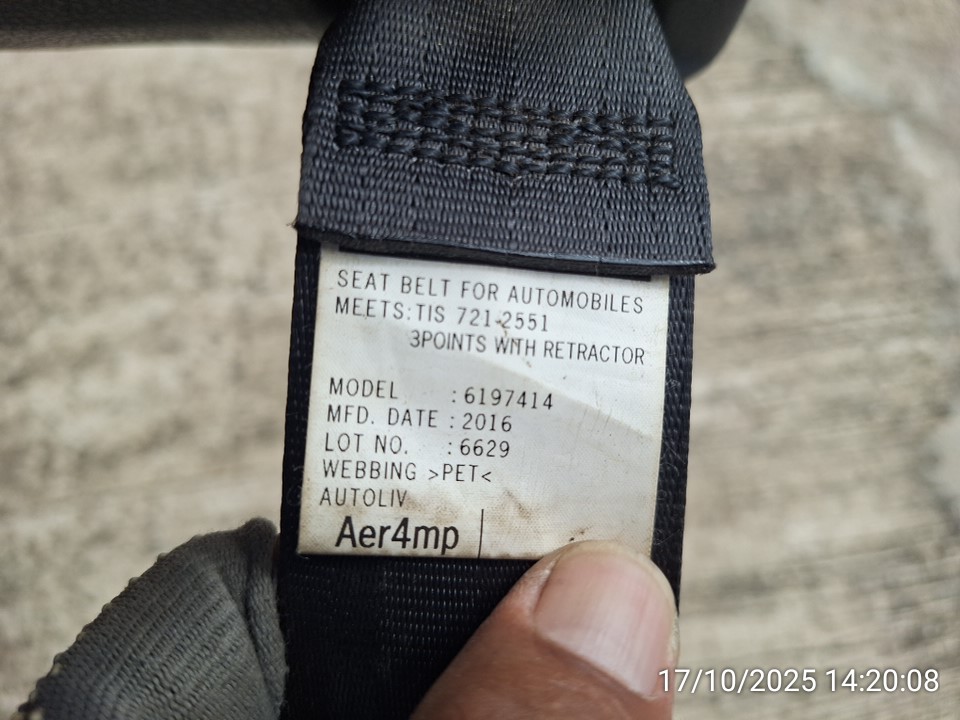 SEAT BELT FOR AUTOMOBILES
MEETS:TIS 721-2551
3POINTS WITH RETRACTOR
MODEL :6197414
MFD. DATE :2016
LOT NO. :6629
WEBBING >PET<
AUTOLIV
Aer4mp
17/10/2025 14:20:08